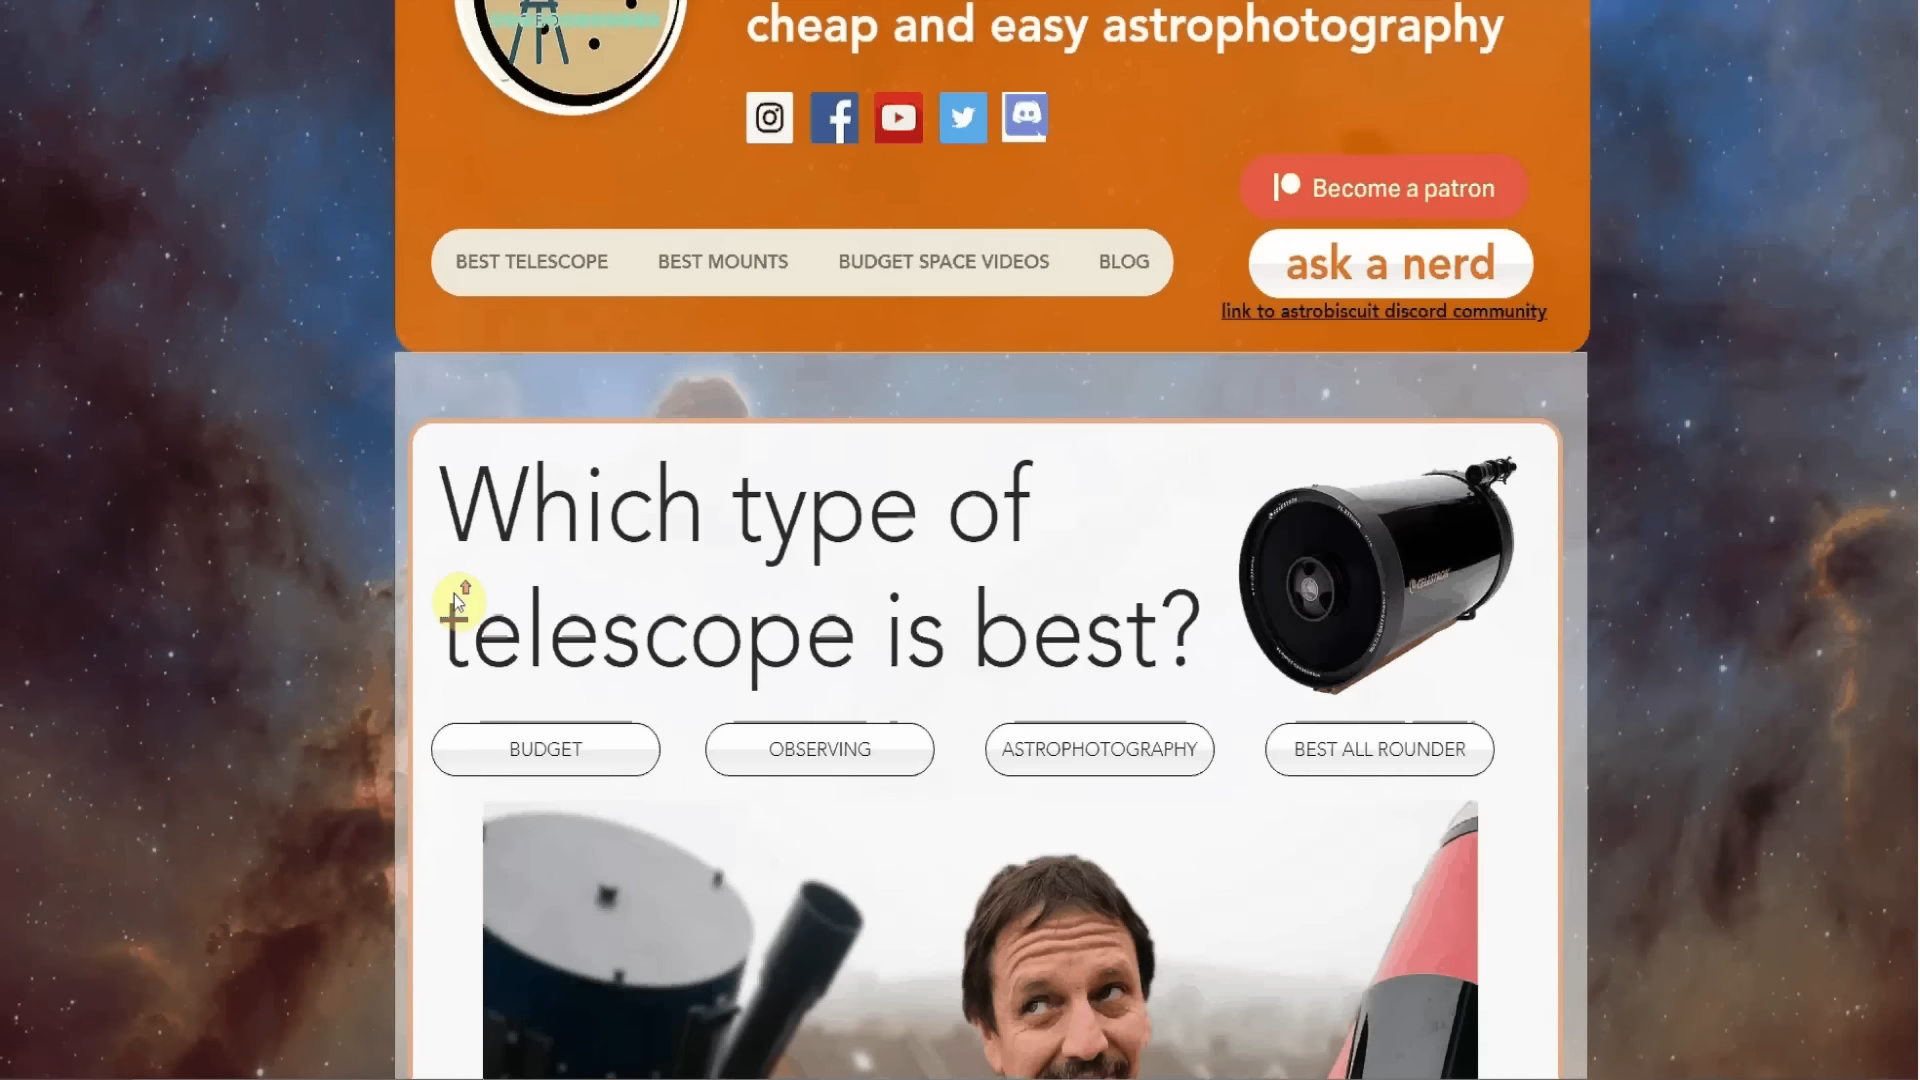 cheap and easy astrophotography
Become a patron
BEST TELESCOPE BEST MOUNTS BUDGET SPACE VIDEOS BLOG
ask a nerd
link to astrobiscuit discord community
Which type of
telescope is best?
CELESTRON
BUDGET OBSERVING ASTROPHOTOGRAPHY BEST ALL ROUNDER